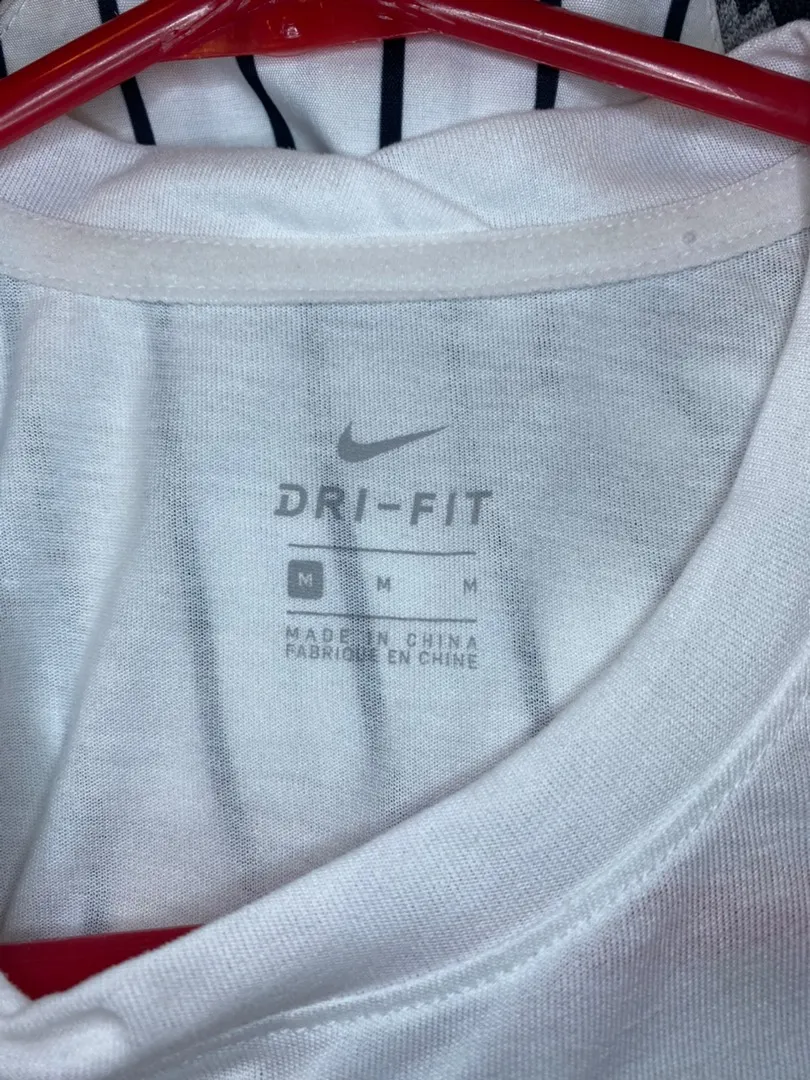 DRI-FIT
M M M
MADE IN CHINA
FABRIQUE EN CHINE